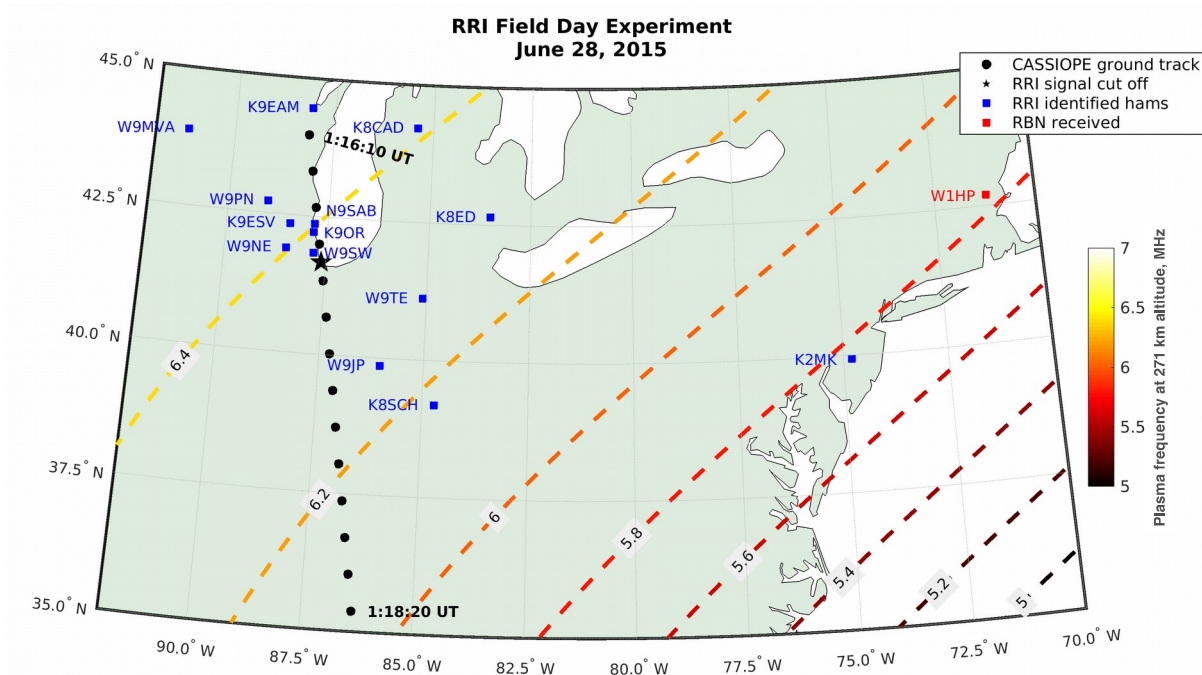 RRI Field Day Experiment
June 28, 2015
CASSIOPE ground track
RRI signal cut off
RRI identified hams
RBN received
45.0° N
42.5° N
40.0° N
37.5° N
35.0° N
K9EAM
W9MVA
K8CAD
1:16:10 UT
W9PN
N9SAB
K9ESV
K9OR
W9NE
W9SW
K8ED
W1HP
W9TE
W9JP
K2MK
K8SCH
6.4
6.2
6
5.8
5.6
5.4
5.2
5
1:18:20 UT
90.0° W
87.5° W
85.0° W
82.5° W
80.0° W
77.5° W
75.0° W
72.5° W
70.0° W
7
6.5
6
5.5
5
Plasma frequency at 271 km altitude, MHz